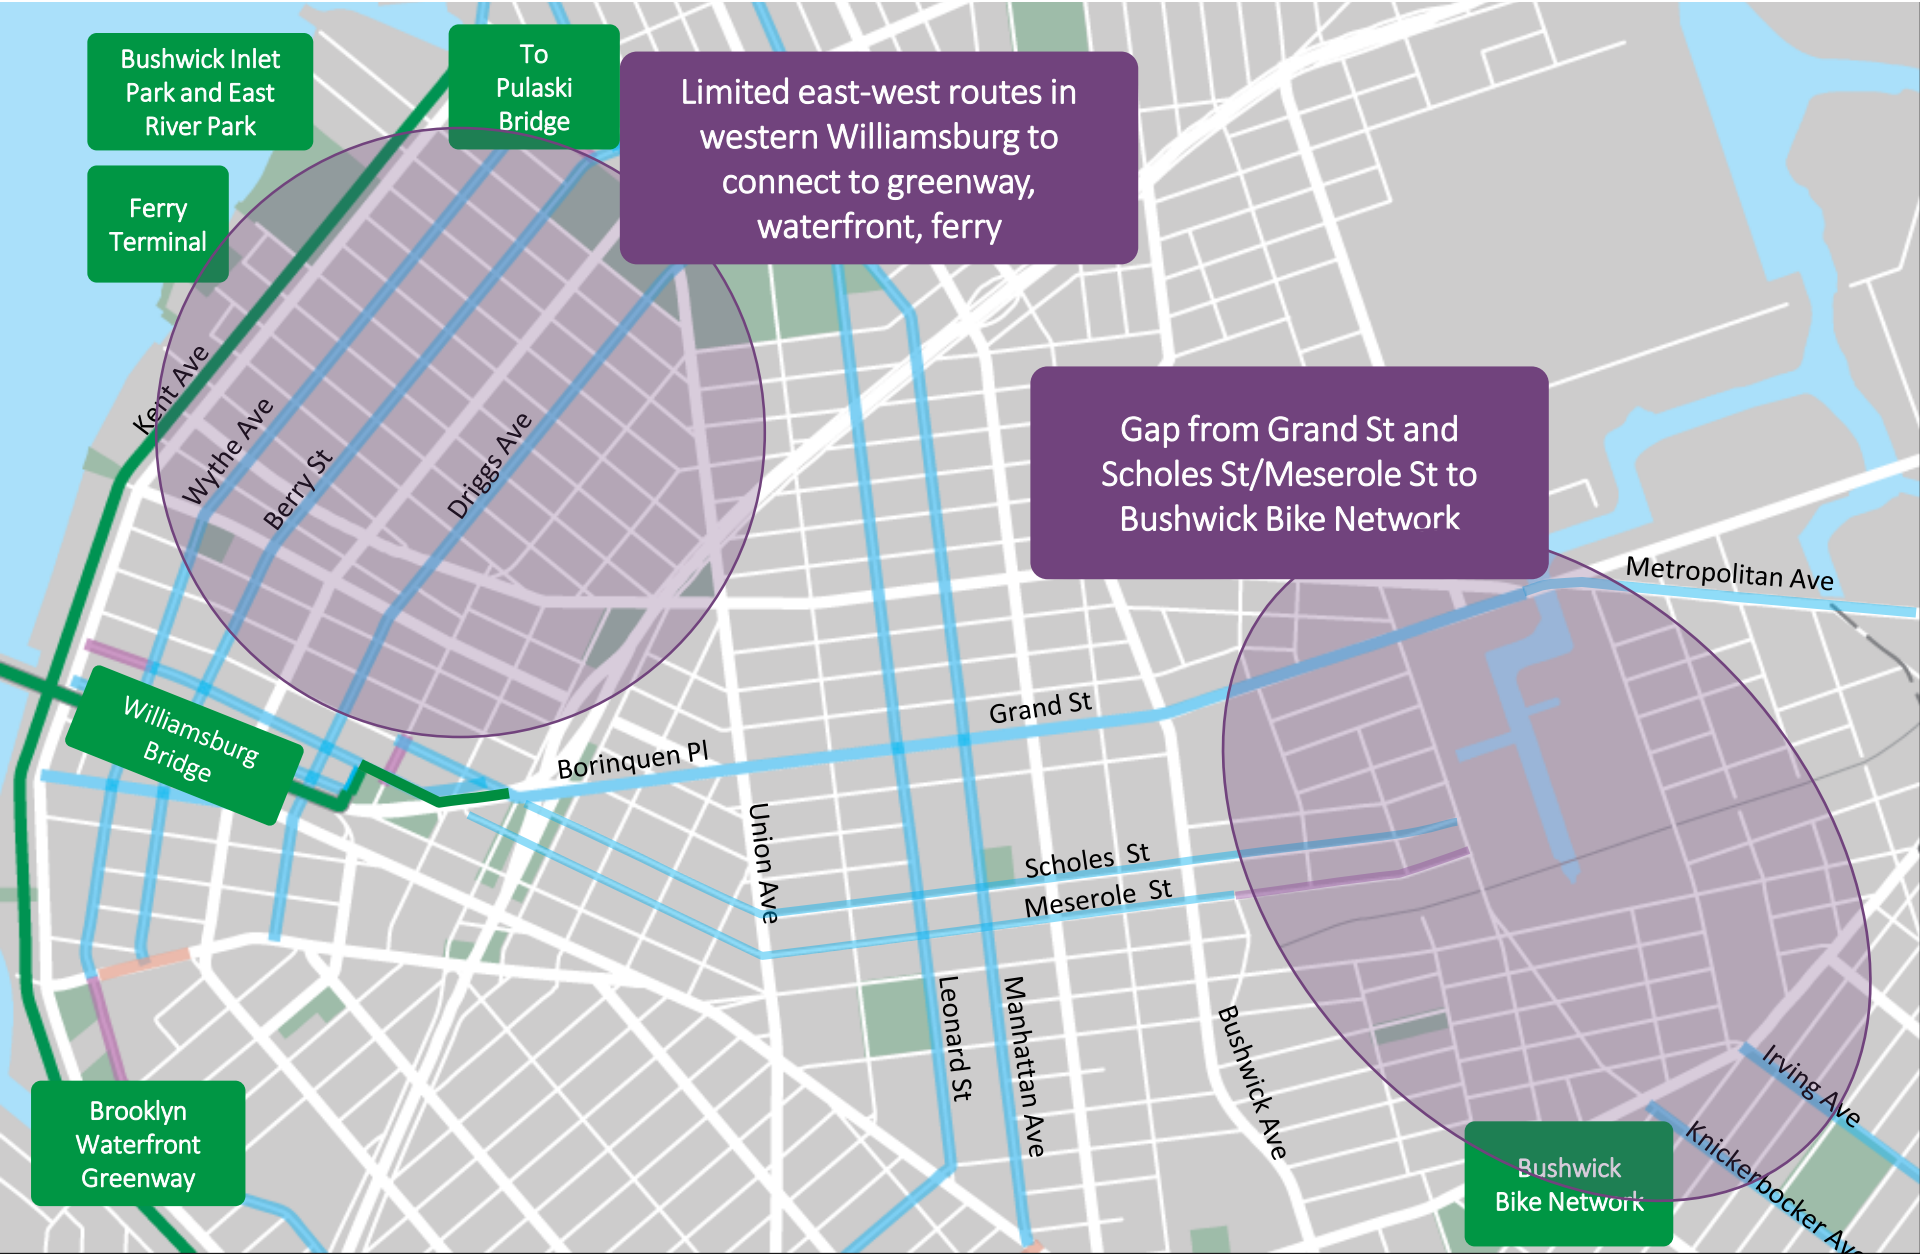 Bushwick Inlet
Park and East
River Park
To
Pulaski
Bridge
Limited east-west routes in
western Williamsburg to
connect to greenway,
waterfront, ferry
Ferry
Terminal
Kent Ave
Wythe Ave
Berry St
Driggs Ave
Gap from Grand St and
Scholes St/Meserole St to
Bushwick Bike Network
Metropolitan Ave
Williamsburg
Bridge
Grand St
Borinquen Pl
Union Ave
Scholes St
Meserole St
Leonard St
Manhattan Ave
Bushwick Ave
Irving Ave
Knickerbocker Ave
Brooklyn
Waterfront
Greenway
Bushwick
Bike Network